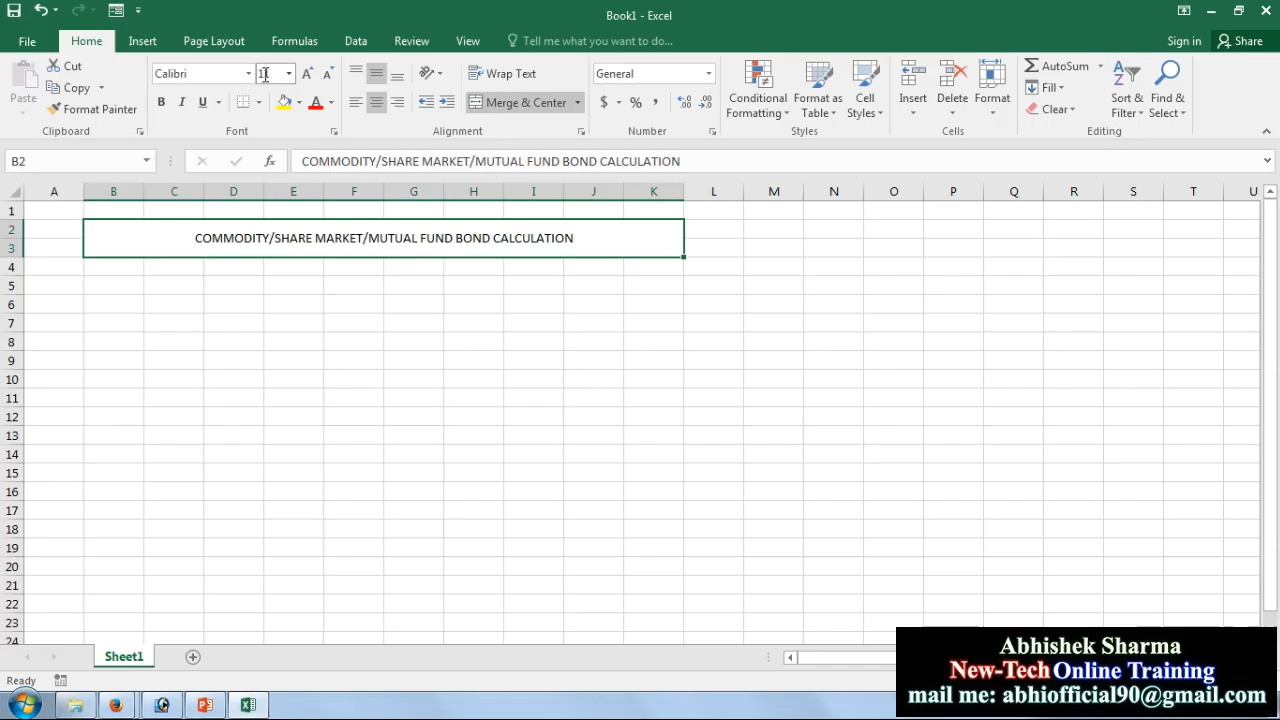 Book1 - Excel
File Home Insert Page Layout Formulas Data Review View Tell me what you want to do... Sign in Share
Paste
Cut
Copy
Format Painter
Clipboard
Calibri
B I U
Font
Wrap Text
Merge & Center
Alignment
General
$ % ,
Number
Conditional Formatting
Format as Table
Cell Styles
Styles
Insert
Delete
Format
Cells
AutoSum
Fill
Clear
Sort & Filter
Find & Select
Editing
B2 fx COMMODITY/SHARE MARKET/MUTUAL FUND BOND CALCULATION
A B C D E F G H I J K L M N O P Q R S T U
1
2
COMMODITY/SHARE MARKET/MUTUAL FUND BOND CALCULATION
3
4
5
6
7
8
9
10
11
12
13
14
15
16
17
18
19
20
21
22
23
24
Sheet1
Ready
Abhishek Sharma
New-Tech Online Training
mail me: abhiofficial90@gmail.com